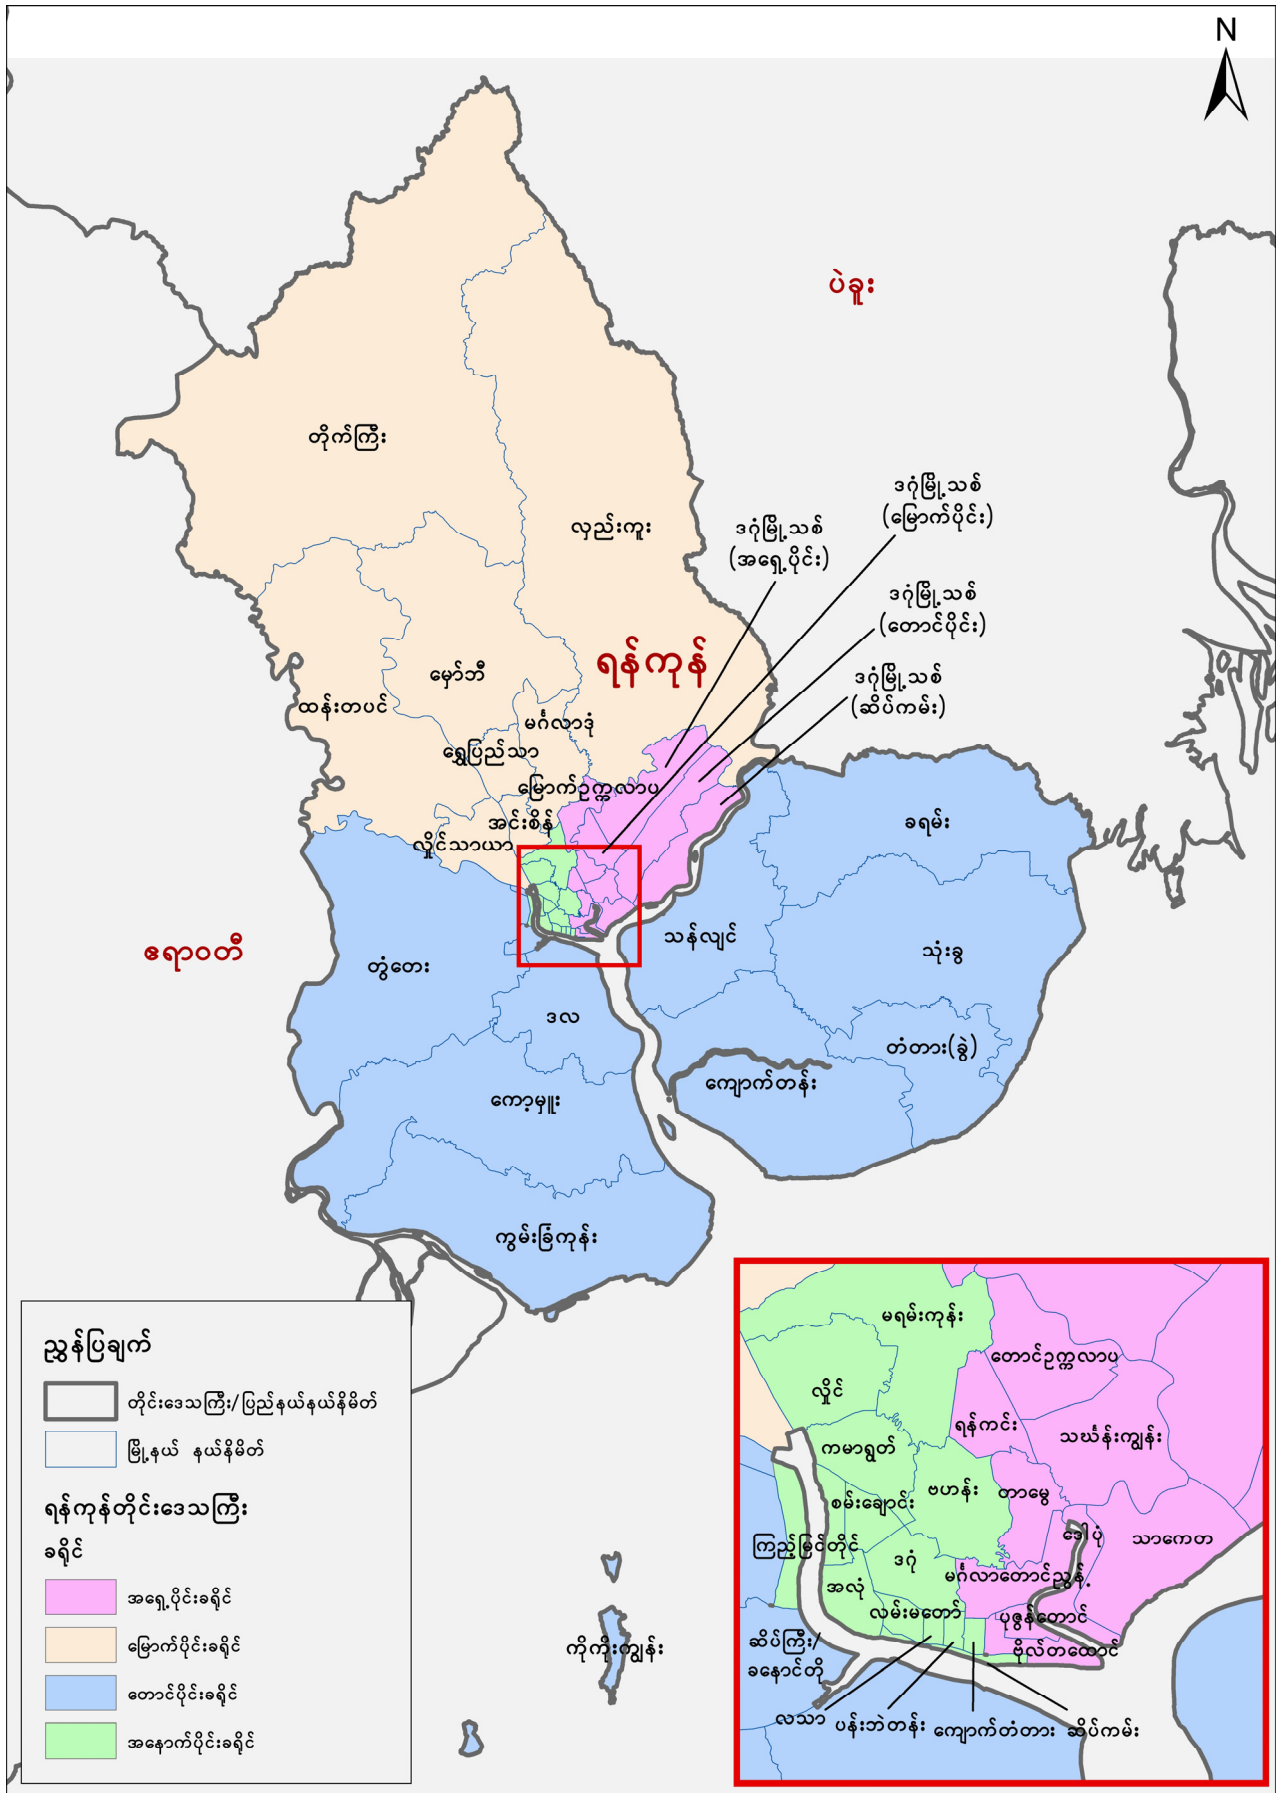 N
ပဲခူး
တိုက်ကြီး
ဒဂုံမြို့သစ်
(မြောက်ပိုင်း)
လှည်းကူး
ဒဂုံမြို့သစ်
(အရှေ့ပိုင်း)
ဒဂုံမြို့သစ်
(တောင်ပိုင်း)
ရန်ကုန်
မှော်ဘီ
ဒဂုံမြို့သစ်
(ဆိပ်ကမ်း)
ထန်းတပင်
မင်္ဂလာဒုံ
ရွှေပြည်သာ
မြောက်ဥက္ကလာပ
အင်းစိန်
ခရမ်း
လှိုင်သာယာ
သန်လျင်
ဧရာဝတီ
သုံးခွ
တွံတေး
ဒလ
တံတား(ခွဲ)
ကျောက်တန်း
ကော့မှူး
ကွမ်းခြံကုန်း
ညွှန်ပြချက်
တိုင်းဒေသကြီး/ပြည်နယ်နယ်နိမိတ်
မြို့နယ် နယ်နိမိတ်
ရန်ကုန်တိုင်းဒေသကြီး
ခရိုင်
အရှေ့ပိုင်းခရိုင်
မြောက်ပိုင်းခရိုင်
တောင်ပိုင်းခရိုင်
အနောက်ပိုင်းခရိုင်
ကိုကိုးကျွန်း
မရမ်းကုန်း
တောင်ဥက္ကလာပ
လှိုင်
ရန်ကင်း
သင်္ဃန်းကျွန်း
ကမာရွတ်
ဗဟန်း
တာမွေ
စမ်းချောင်း
ဒေါပုံ
သာကေတ
ကြည့်မြင်တိုင်
ဒဂုံ
မင်္ဂလာတောင်ညွန့်
အလုံ
လမ်းမတော်
ပုဇွန်တောင်
ဆိပ်ကြီး/
ခနောင်တို
ဗိုလ်တထောင်
လသာ
ပန်းဘဲတန်း
ကျောက်တံတား
ဆိပ်ကမ်း